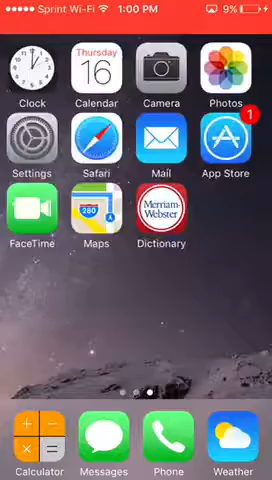 Sprint Wi-Fi 1:00 PM 9%
Thursday
16
Clock Calendar Camera Photos
1
Settings Safari Mail App Store
280
Merriam-
Webster
FaceTime Maps Dictionary
Calculator Messages Phone Weather